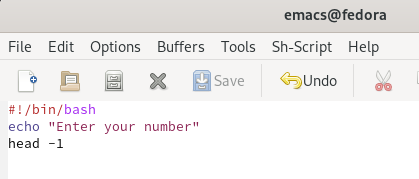 emacs@fedora
File Edit Options Buffers Tools Sh-Script Help
Save Undo
#!/bin/bash
echo "Enter your number"
head -1